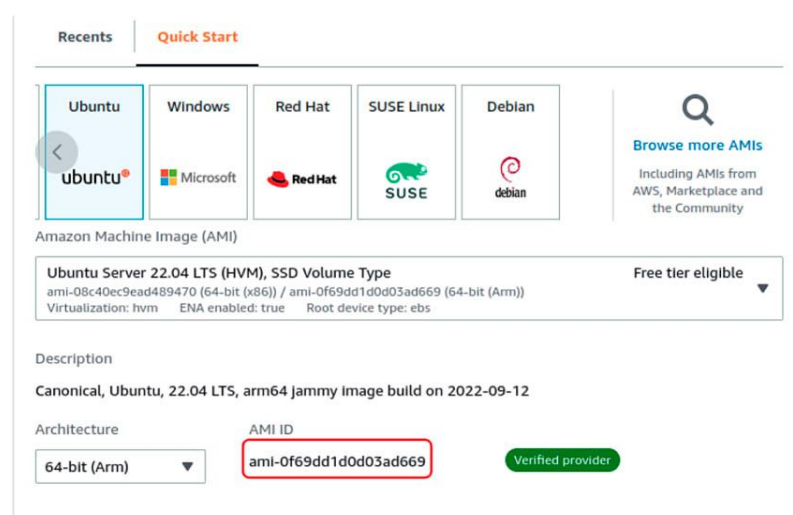 Recents
Quick Start
Ubuntu
ubuntu®
Windows
Microsoft
Red Hat
Red Hat
SUSE Linux
SUSE
Debian
debian
Browse more AMIs
Including AMIs from
AWS, Marketplace and
the Community
Amazon Machine Image (AMI)
Ubuntu Server 22.04 LTS (HVM), SSD Volume Type
Free tier eligible
ami-08c40ec9ead489470 (64-bit (x86)) / ami-0f69dd1d0d03ad669 (64-bit (Arm))
Virtualization: hvm ENA enabled: true Root device type: ebs
Description
Canonical, Ubuntu, 22.04 LTS, arm64 jammy image build on 2022-09-12
Architecture
AMI ID
64-bit (Arm)
ami-0f69dd1d0d03ad669
Verified provider